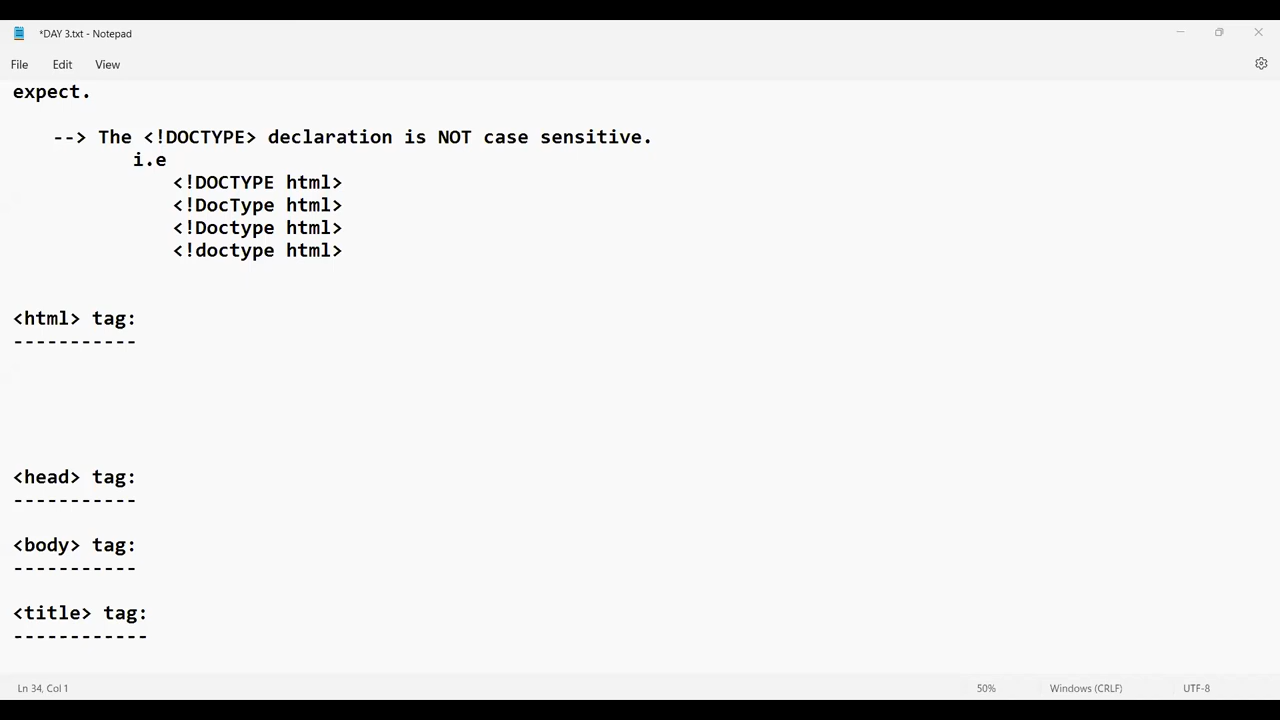 *DAY 3.txt - Notepad
File Edit View
expect.
--> The <!DOCTYPE> declaration is NOT case sensitive.
i.e
<!DOCTYPE html>
<!DocType html>
<!Doctype html>
<!doctype html>
<html> tag:
-----------
<head> tag:
-----------
<body> tag:
-----------
<title> tag:
------------
Ln 34, Col 1 50% Windows (CRLF) UTF-8